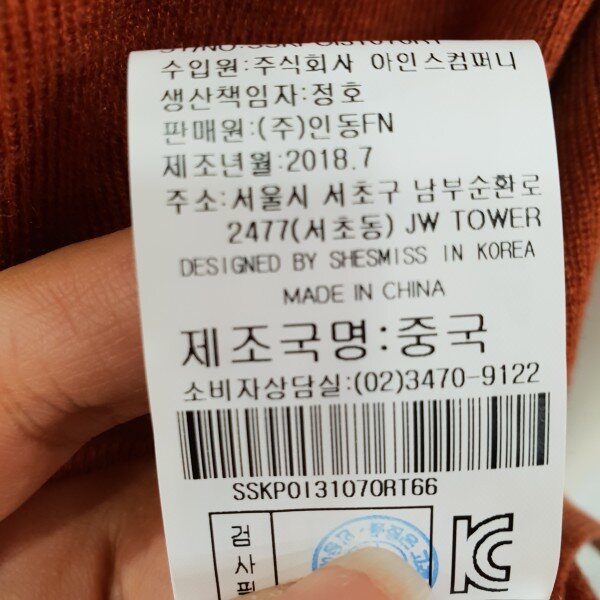 수입원:주식회사 아인스컴퍼니
생산책임자:정호
판매원:(주)인동FN
제조년월:2018.7
주소:서울시 서초구 남부순환로
2477(서초동) JW TOWER
DESIGNED BY SHESMISS IN KOREA
MADE IN CHINA
제조국명:중국
소비자상담실:(02)3470-9122
SSKPOI31070RT66
검사필